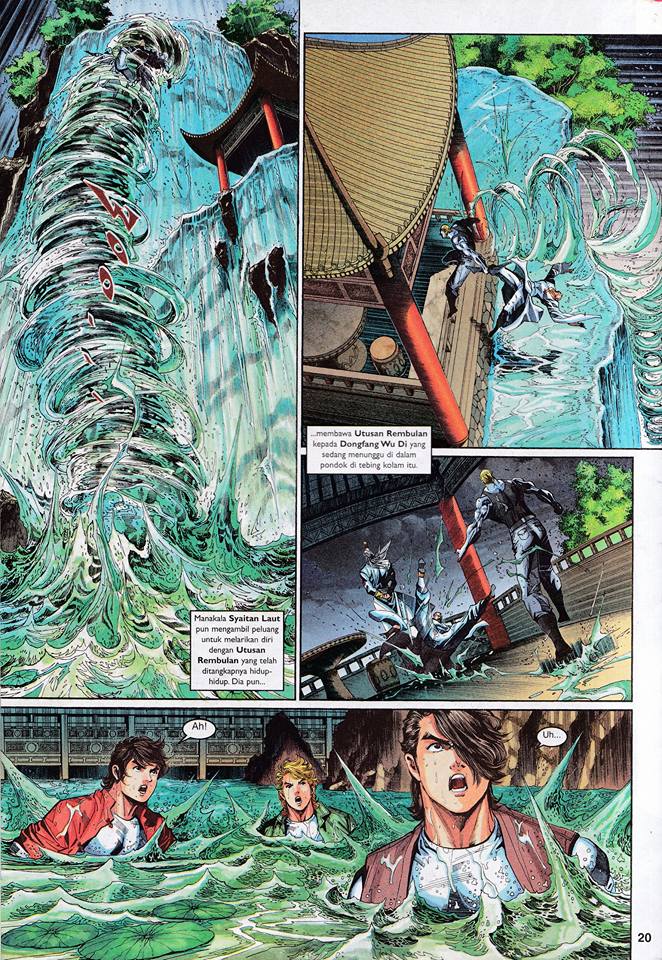 Manakala Syaitan Laut
pun mengambil peluang
untuk melarikan diri
dengan Utusan
Rembulan yang telah
ditangkapnya hidup-
hidup. Dia pun...
...membawa Utusan Rembulan
kepada Dongfang Wu Di yang
sedang menunggu di dalam
pondok di tebing kolam itu.
Ah!
Uh...
20